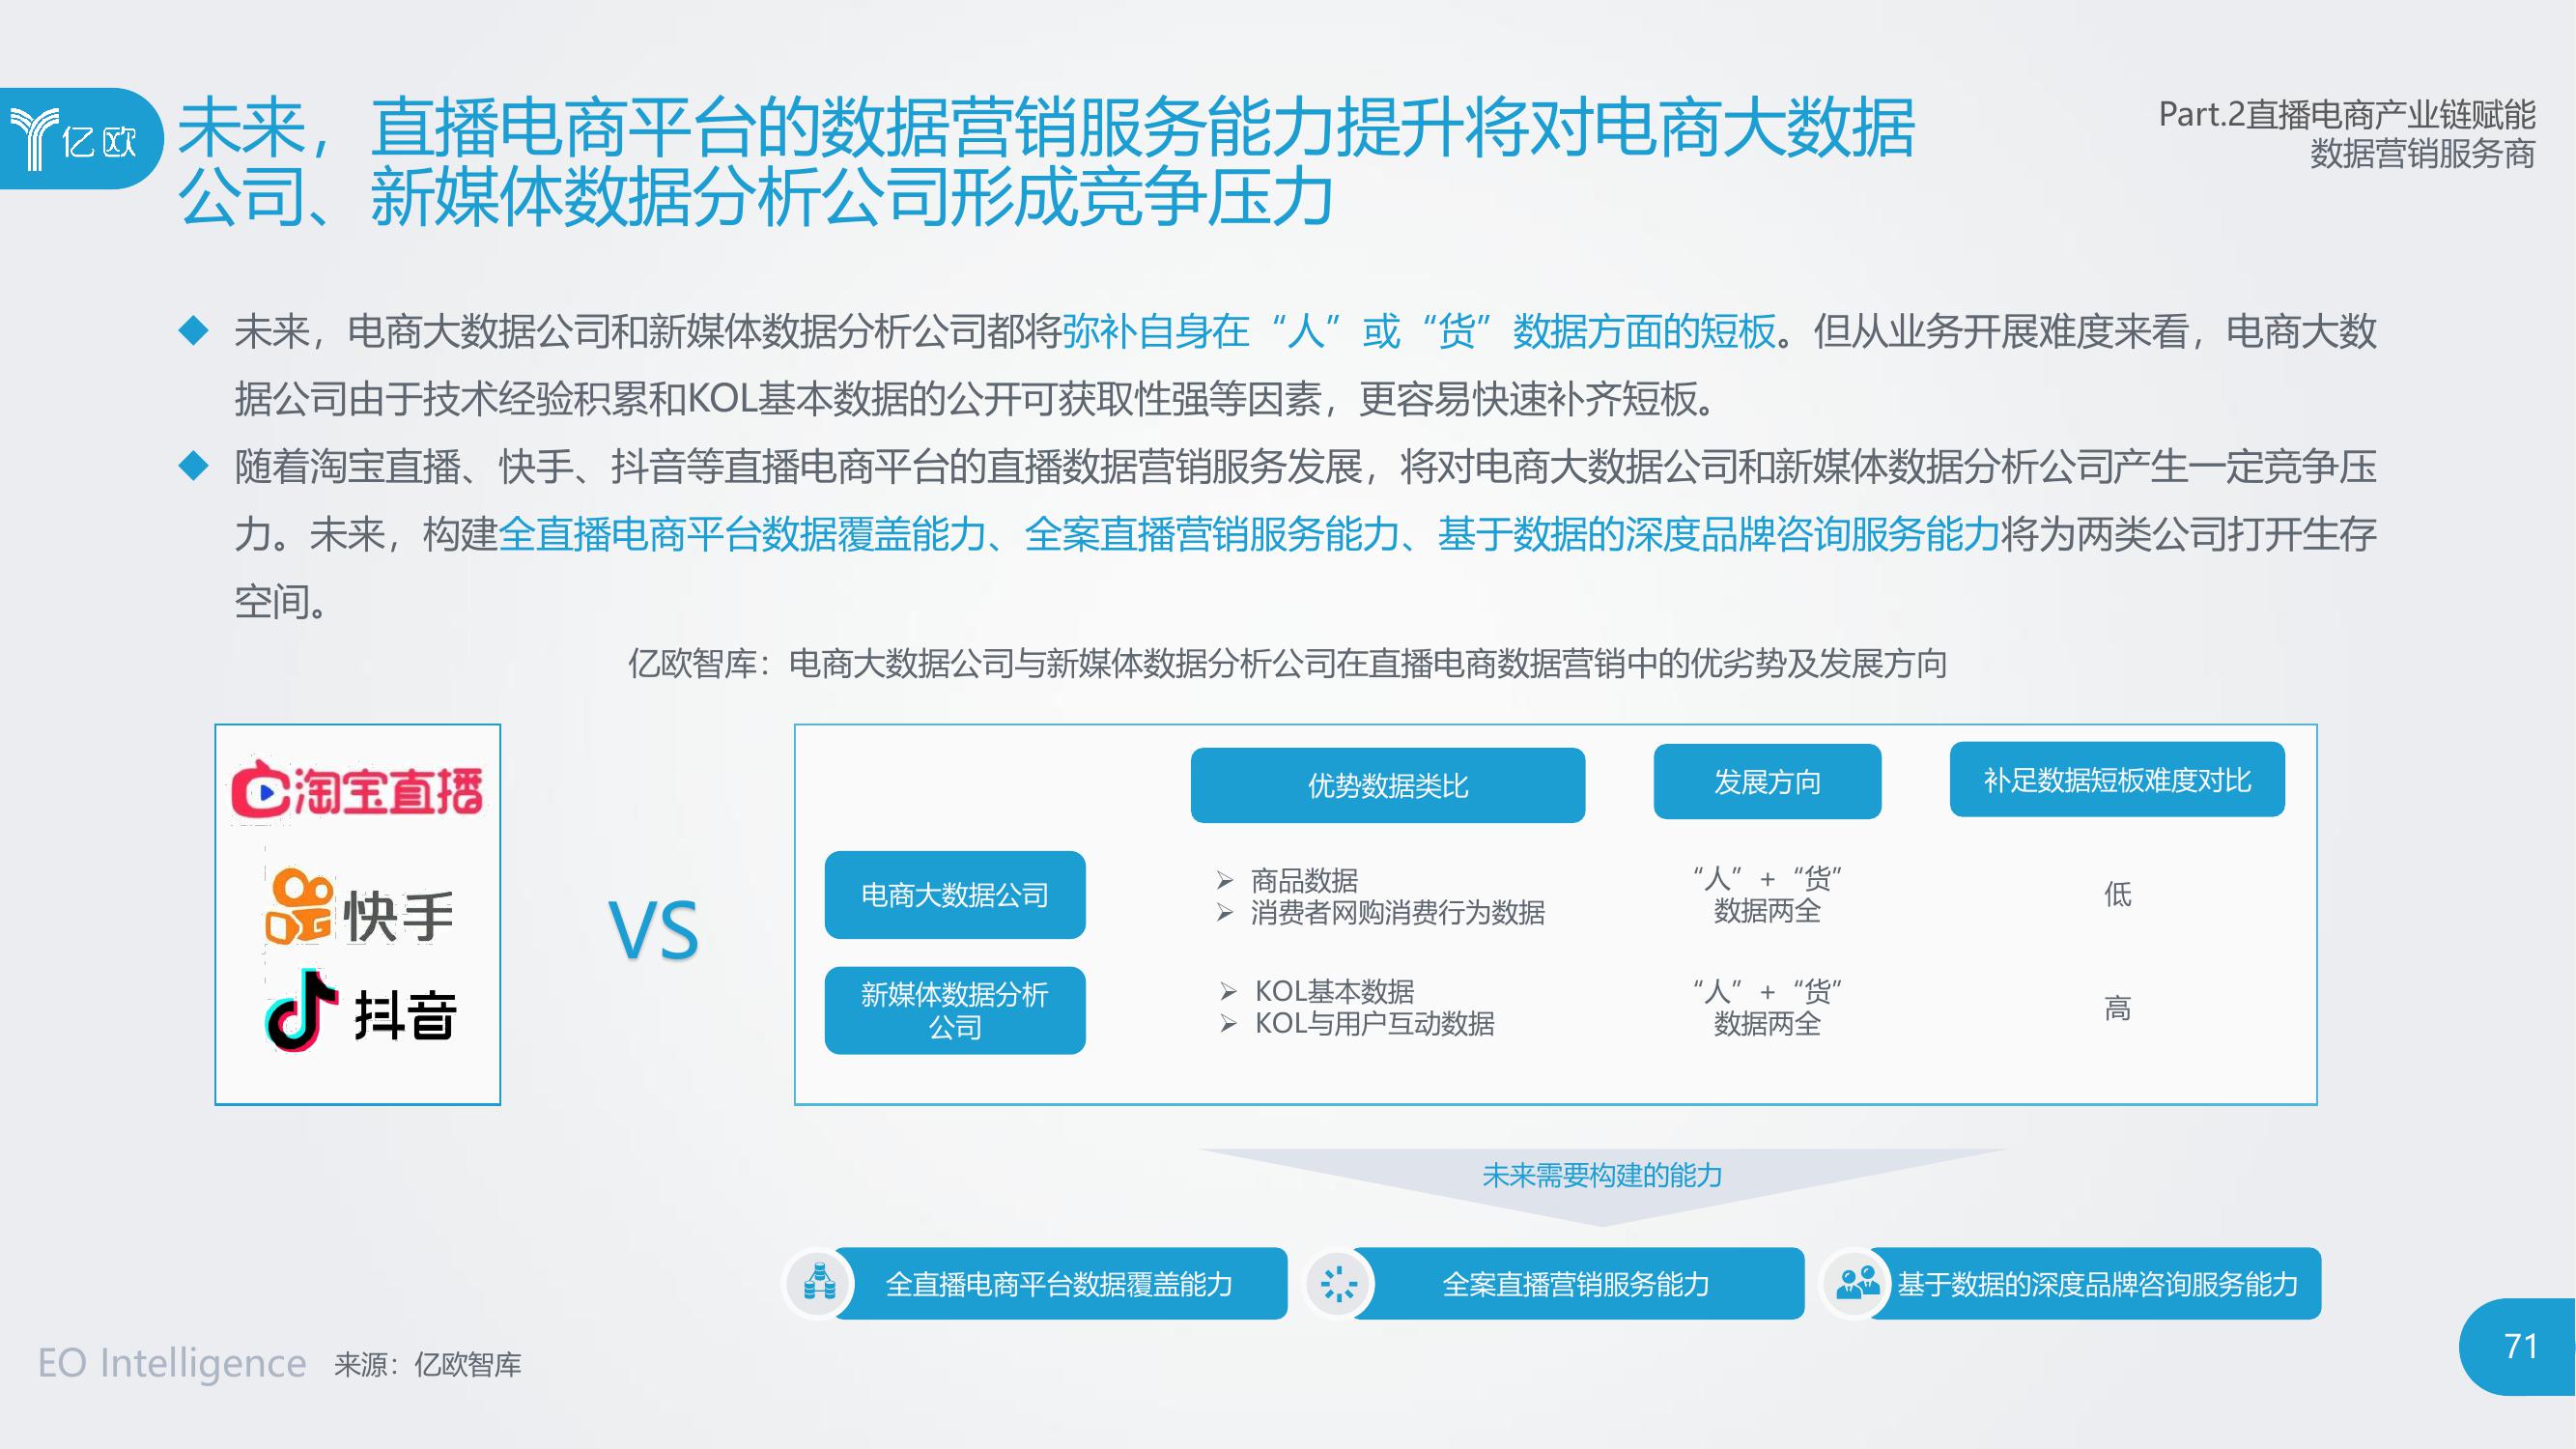 亿欧
未来，直播电商平台的数据营销服务能力提升将对电商大数据
公司、新媒体数据分析公司形成竞争压力
Part.2直播电商产业链赋能
数据营销服务商
未来，电商大数据公司和新媒体数据分析公司都将弥补自身在“人”或“货”数据方面的短板。但从业务开展难度来看，电商大数
据公司由于技术经验积累和KOL基本数据的公开可获取性强等因素，更容易快速补齐短板。
随着淘宝直播、快手、抖音等直播电商平台的直播数据营销服务发展，将对电商大数据公司和新媒体数据分析公司产生一定竞争压
力。未来，构建全直播电商平台数据覆盖能力、全案直播营销服务能力、基于数据的深度品牌咨询服务能力将为两类公司打开生存
空间。
亿欧智库：电商大数据公司与新媒体数据分析公司在直播电商数据营销中的优劣势及发展方向
淘宝直播
快手
抖音
VS
优势数据类比
发展方向
补足数据短板难度对比
电商大数据公司
商品数据
消费者网购消费行为数据
“人”+“货”
数据两全
低
新媒体数据分析
公司
KOL基本数据
KOL与用户互动数据
“人”+“货”
数据两全
高
未来需要构建的能力
全直播电商平台数据覆盖能力
全案直播营销服务能力
基于数据的深度品牌咨询服务能力
EO Intelligence
来源：亿欧智库
71